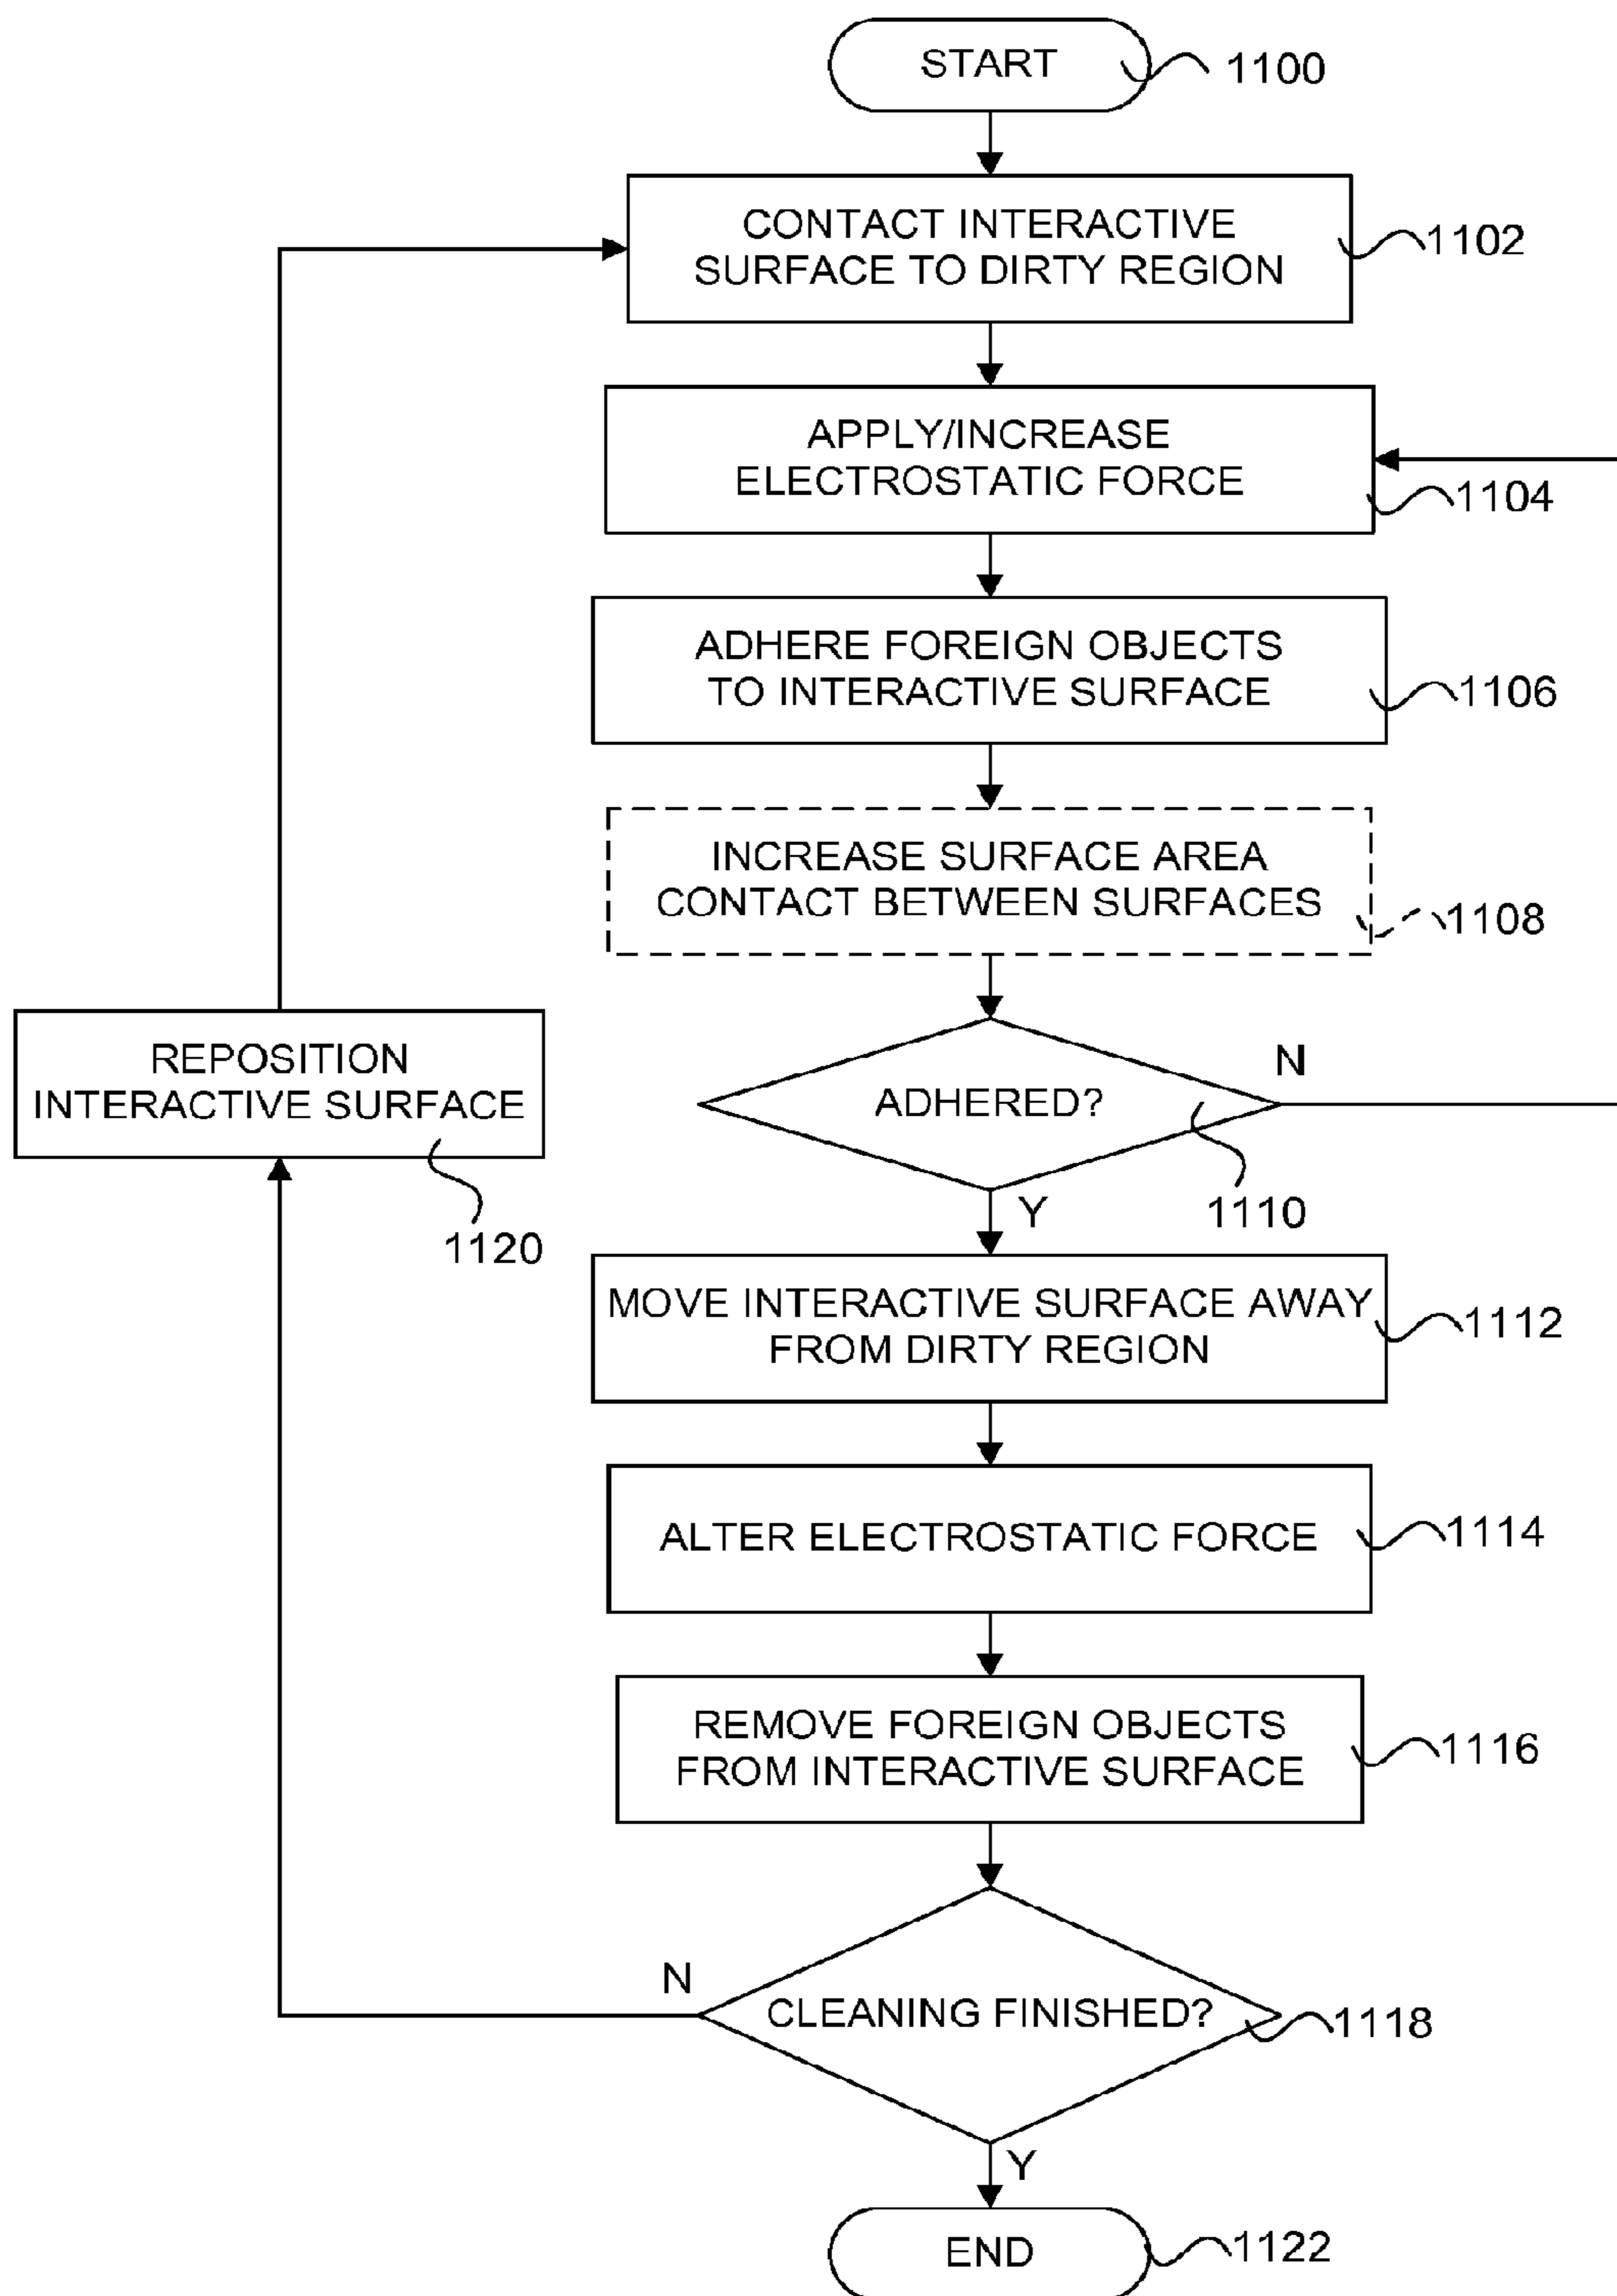 START
1100
CONTACT INTERACTIVE
SURFACE TO DIRTY REGION
1102
APPLY/INCREASE
ELECTROSTATIC FORCE
1104
ADHERE FOREIGN OBJECTS
TO INTERACTIVE SURFACE
1106
INCREASE SURFACE AREA
CONTACT BETWEEN SURFACES
1108
REPOSITION
INTERACTIVE SURFACE
1120
ADHERED?
N
1110
Y
MOVE INTERACTIVE SURFACE AWAY
FROM DIRTY REGION
1112
ALTER ELECTROSTATIC FORCE
1114
REMOVE FOREIGN OBJECTS
FROM INTERACTIVE SURFACE
1116
N
CLEANING FINISHED?
1118
Y
END
1122